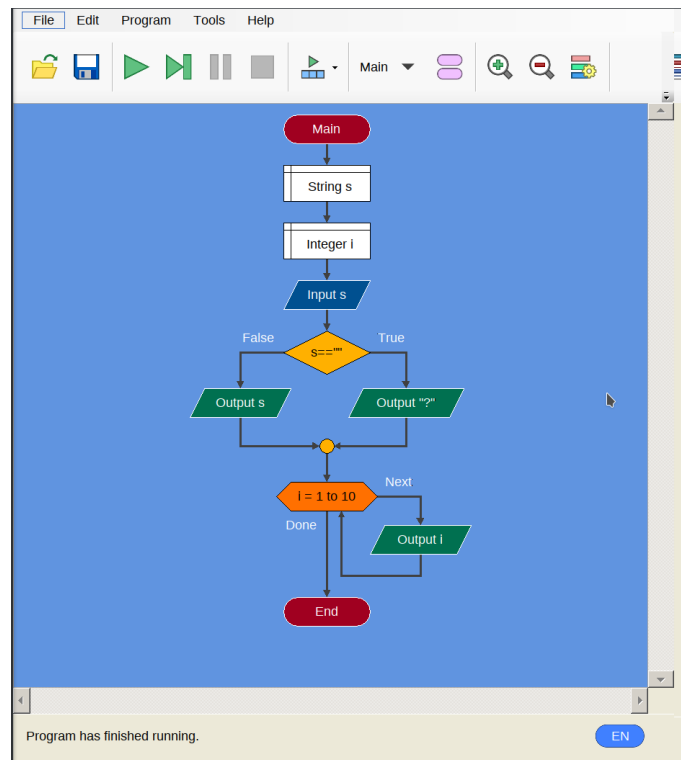 File Edit Program Tools Help
Main
Main
String s
Integer i
Input s
False True
s==""
Output s Output "?"
Next
i = 1 to 10
Done
Output i
End
Program has finished running. EN